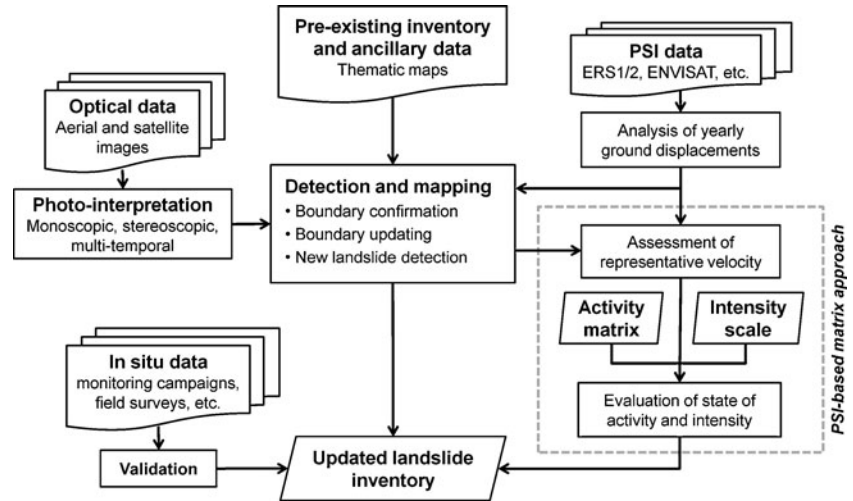 Pre-existing inventory
and ancillary data
Thematic maps
PSI data
ERS1/2, ENVISAT, etc.
Optical data
Aerial and satellite
images
Analysis of yearly
ground displacements
Photo-interpretation
Monoscopic, stereoscopic,
multi-temporal
Detection and mapping
• Boundary confirmation
• Boundary updating
• New landslide detection
Assessment of
representative velocity
Activity
matrix
Intensity
scale
PSI-based matrix approach
In situ data
monitoring campaigns,
field surveys, etc.
Evaluation of state of
activity and intensity
Validation
Updated landslide
inventory